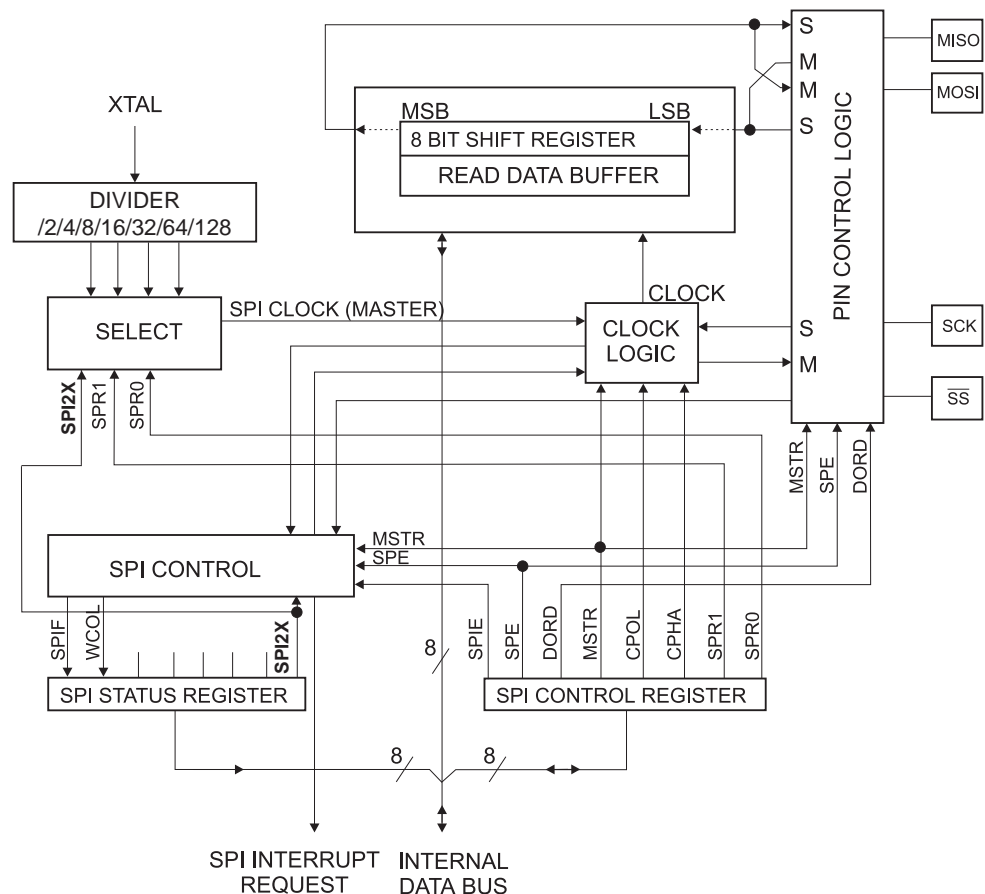 S
MISO
M
MOSI
M
S
XTAL
MSB
LSB
8 BIT SHIFT REGISTER
READ DATA BUFFER
PIN CONTROL LOGIC
DIVIDER
/2/4/8/16/32/64/128
SPI CLOCK (MASTER)
CLOCK
SELECT
CLOCK
LOGIC
S
M
SCK
SS
SPI2X
SPR1
SPR0
MSTR
SPE
DORD
MSTR
SPE
SPI CONTROL
SPIF
WCOL
SPI2X
8
SPIE
SPE
DORD
MSTR
CPOL
CPHA
SPR1
SPR0
SPI STATUS REGISTER
SPI CONTROL REGISTER
8
8
SPI INTERRUPT
REQUEST
INTERNAL
DATA BUS